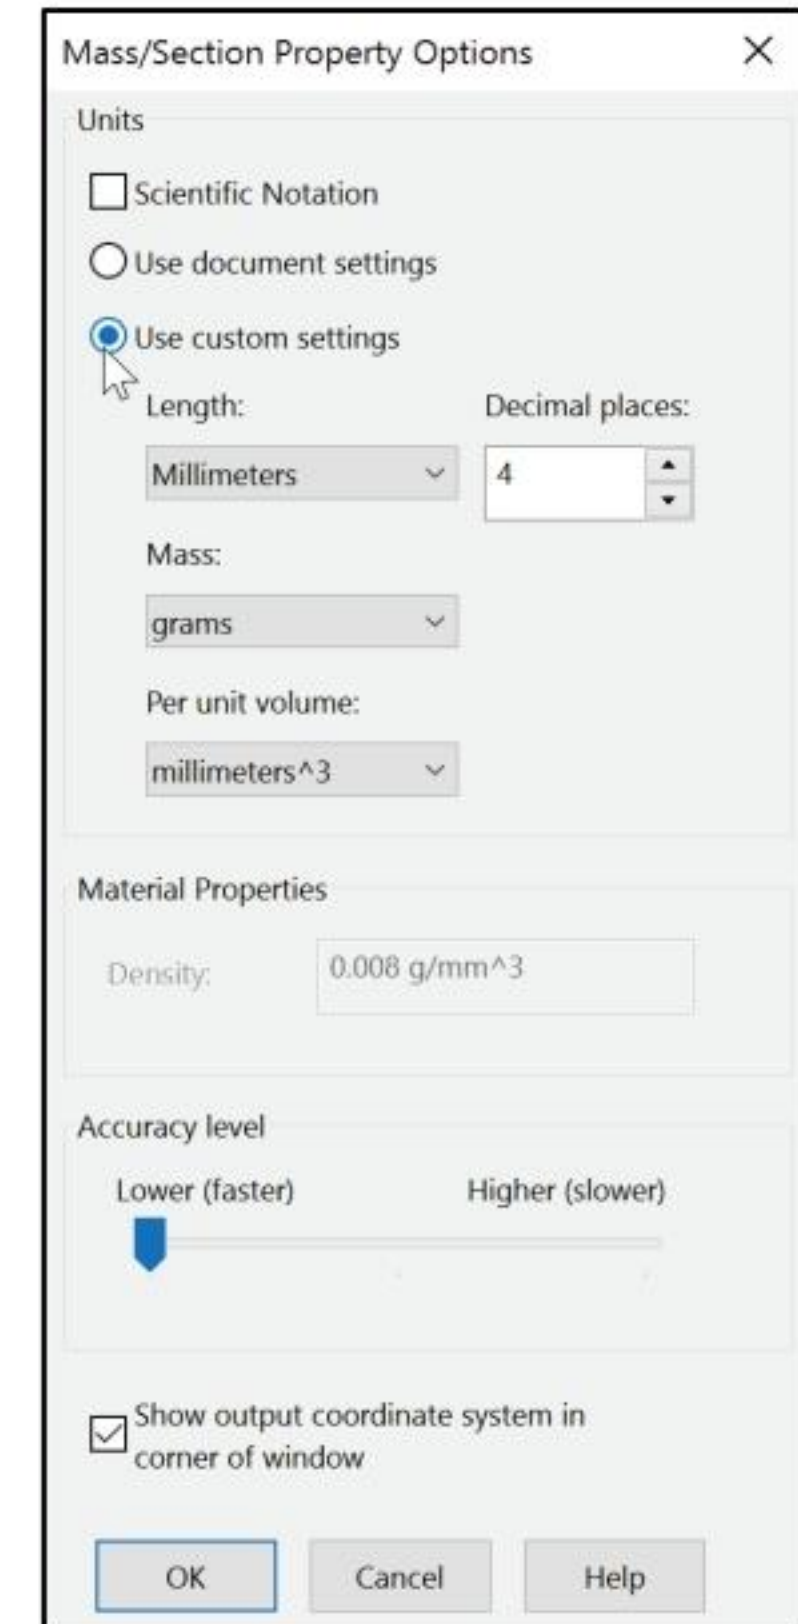 Mass/Section Property Options
Units
Scientific Notation
Use document settings
Use custom settings
Length: Decimal places:
Millimeters 4
Mass:
grams
Per unit volume:
millimeters^3
Material Properties
Density: 0.008 g/mm^3
Accuracy level
Lower (faster) Higher (slower)
Show output coordinate system in
corner of window
OK Cancel Help